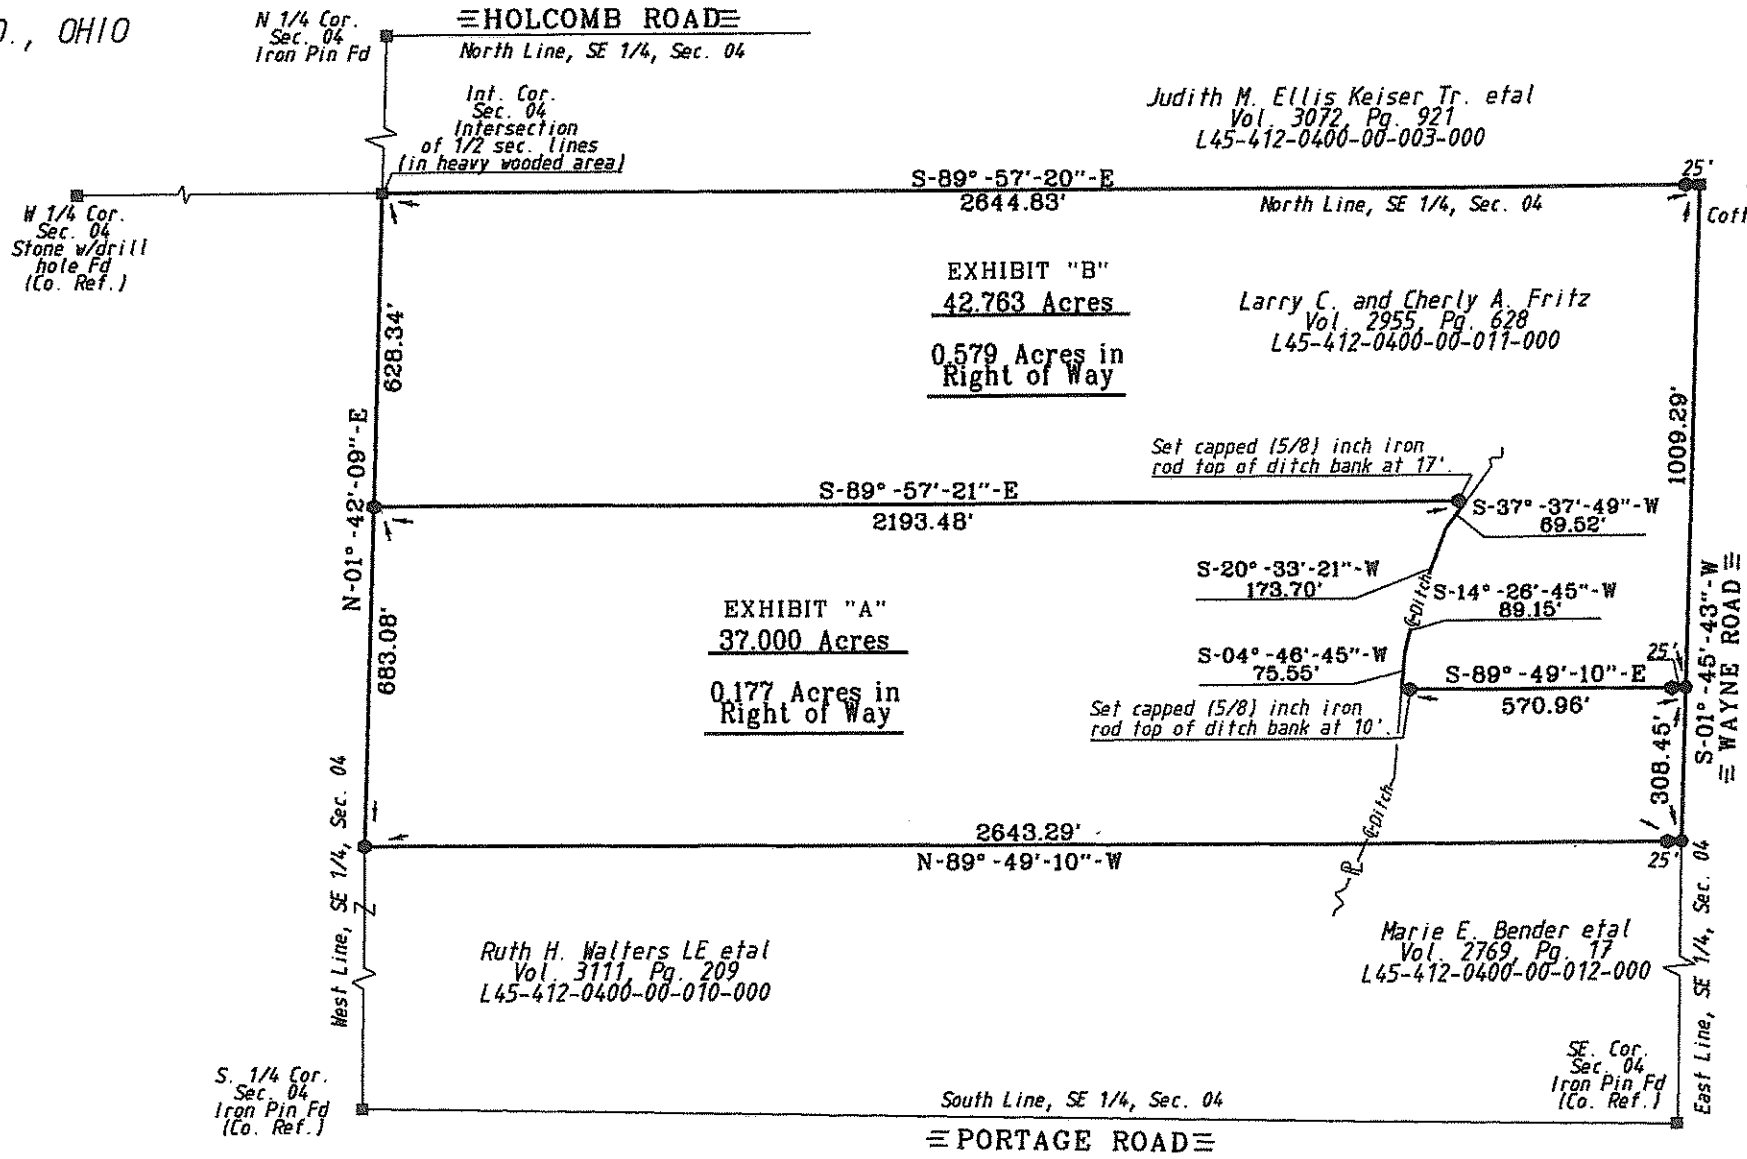 O., OHIO
N 1/4 Cor.
Sec. 04
Iron Pin Fd
HOLCOMB ROAD
North Line, SE 1/4, Sec. 04
Int. Cor.
Sec. 04
Intersection
of 1/2 sec. lines
(in heavy wooded area)
Judith M. Ellis Keiser Tr. etal
Vol. 3072, Pg. 921
L45-412-0400-00-003-000
W 1/4 Cor.
Sec. 04
Stone w/drill
hole Fd
(Co. Ref.)
S-89°-57'-20"-E
2644.83'
North Line, SE 1/4, Sec. 04
25'
628.34'
EXHIBIT "B"
42.763 Acres
0.579 Acres in
Right of Way
Larry C. and Cherly A. Fritz
Vol. 2955, Pg. 628
L45-412-0400-00-011-000
1009.29'
N-01°-42'-09"-E
Set capped (5/8) inch iron
rod top of ditch bank at 17'.
S-89°-57'-21"-E
2193.48'
S-37°-37'-49"-W
69.52'
S-20°-33'-21"-W
173.70'
℄-Ditch
S-14°-26'-45"-W
89.15'
S-01°-45'-43"-W
WAYNE ROAD
683.08'
EXHIBIT "A"
37.000 Acres
0.177 Acres in
Right of Way
S-04°-46'-45"-W
75.55'
25'
S-89°-49'-10"-E
570.96'
Set capped (5/8) inch iron
rod top of ditch bank at 10'.
308.45'
℄-Ditch
2643.29'
N-89°-49'-10"-W
25'
West Line, SE 1/4, Sec. 04
Ruth H. Walters LE etal
Vol. 3111, Pg. 209
L45-412-0400-00-010-000
Marie E. Bender etal
Vol. 2769, Pg. 17
L45-412-0400-00-012-000
East Line, SE 1/4, Sec. 04
S. 1/4 Cor.
Sec. 04
Iron Pin Fd
(Co. Ref.)
South Line, SE 1/4, Sec. 04
PORTAGE ROAD
SE. Cor.
Sec. 04
Iron Pin Fd
(Co. Ref.)